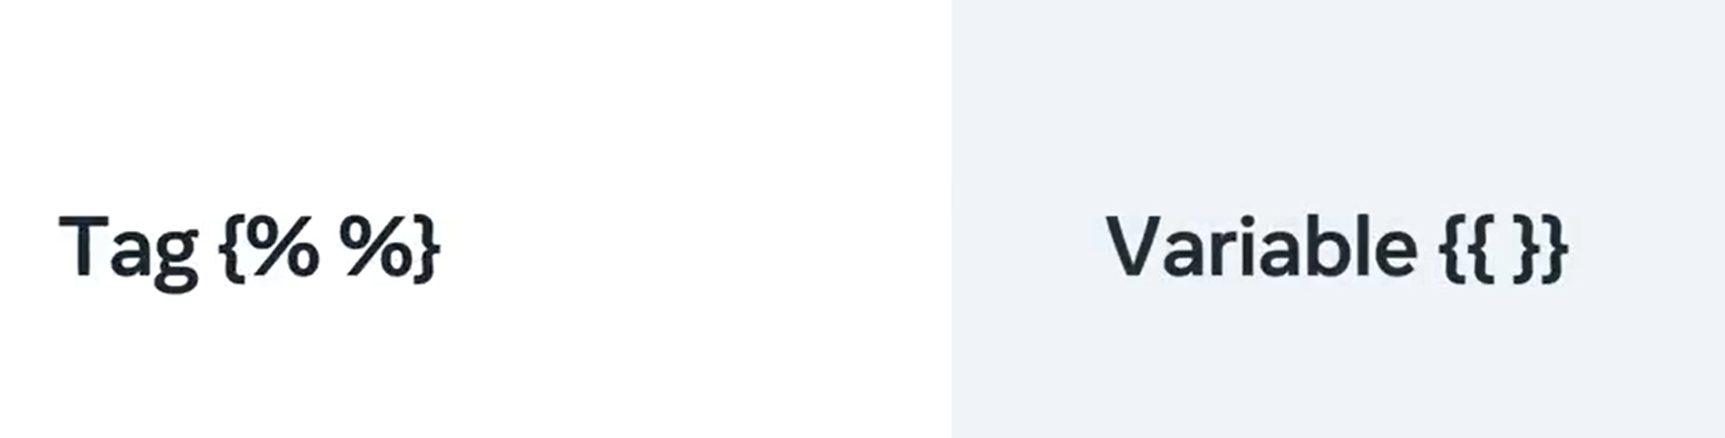 Tag {% %}
Variable {{ }}